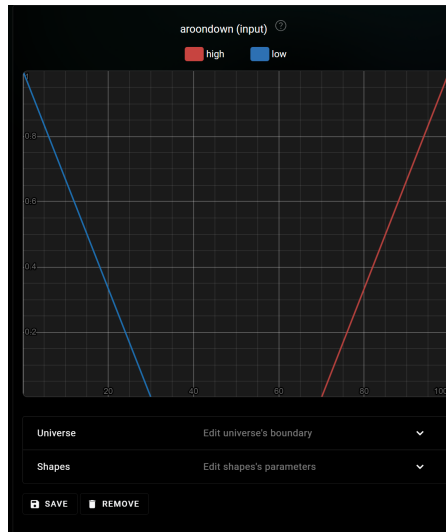 aroondown (input) ?
high low
1
0.8
0.6
0.4
0.2
20 40 60 80 100
Universe Edit universe's boundary
Shapes Edit shapes's parameters
SAVE REMOVE